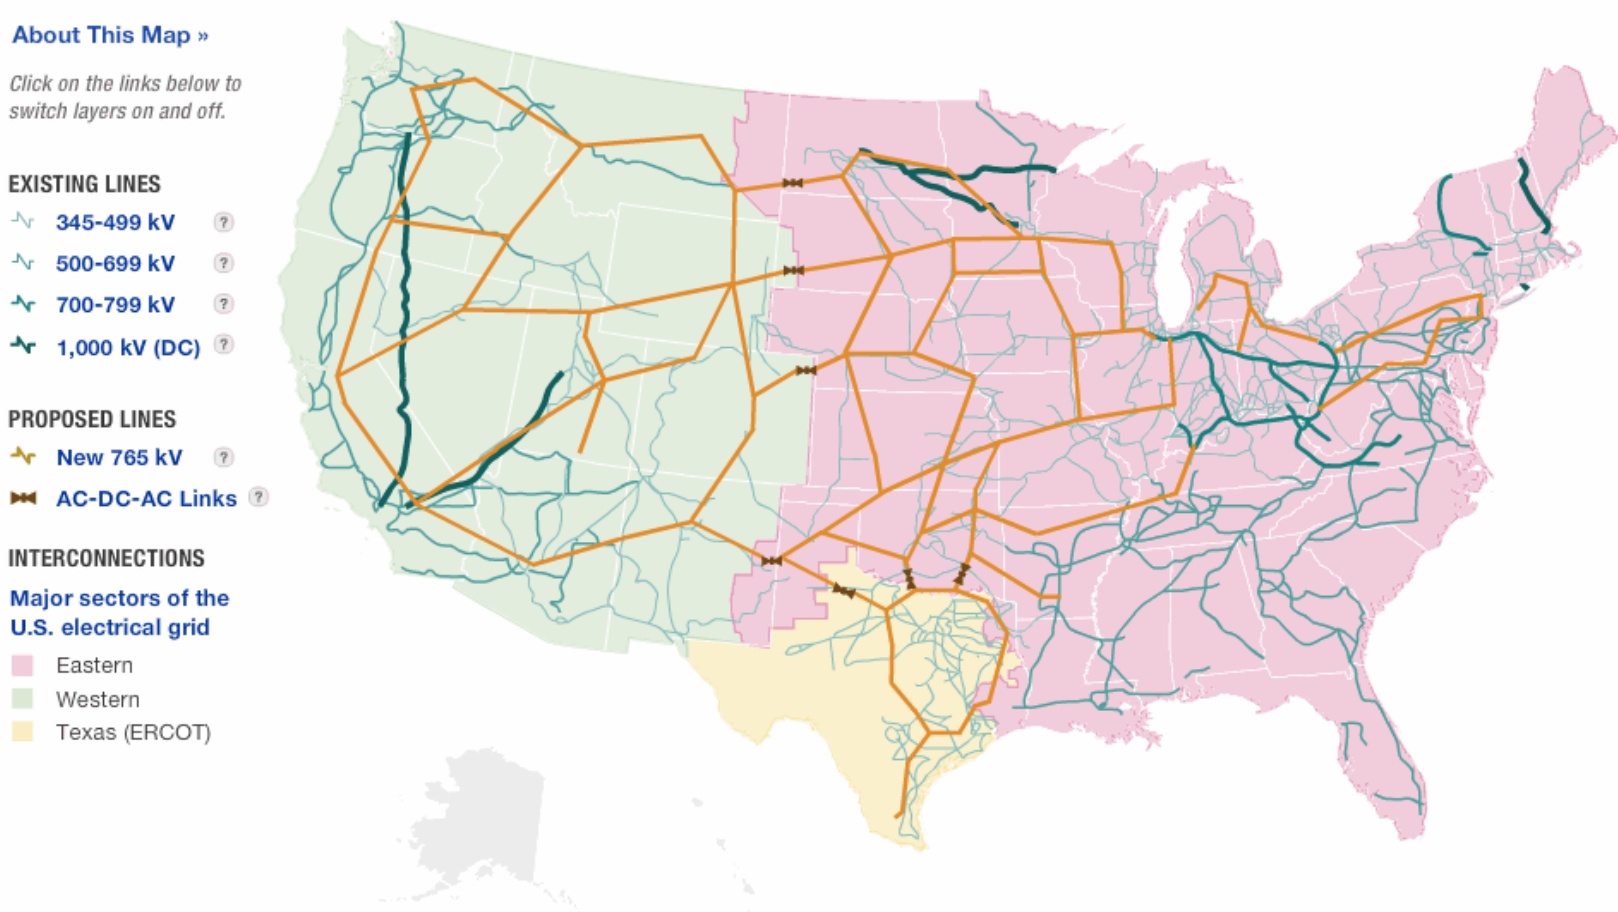 About This Map »
Click on the links below to
switch layers on and off.
EXISTING LINES
345-499 kV ?
500-699 kV ?
700-799 kV ?
1,000 kV (DC) ?
PROPOSED LINES
New 765 kV ?
AC-DC-AC Links ?
INTERCONNECTIONS
Major sectors of the
U.S. electrical grid
Eastern
Western
Texas (ERCOT)